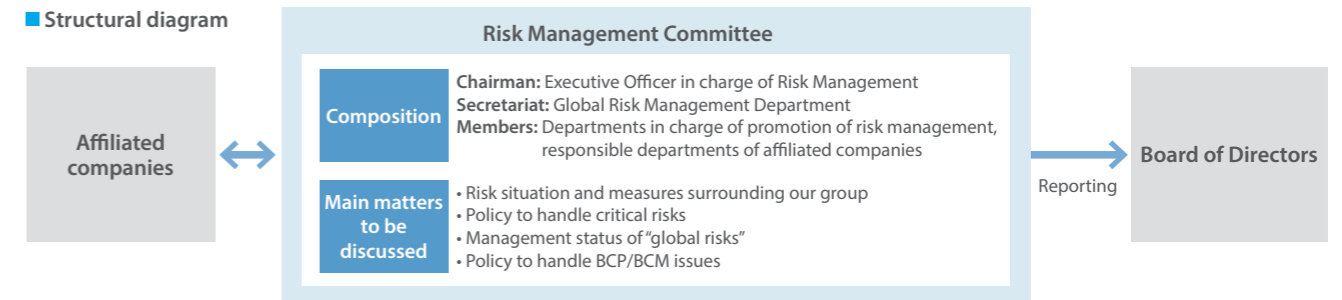 Structural diagram
Risk Management Committee
Affiliated
companies
Composition
Chairman: Executive Officer in charge of Risk Management
Secretariat: Global Risk Management Department
Members: Departments in charge of promotion of risk management,
responsible departments of affiliated companies
Main matters
to be
discussed
• Risk situation and measures surrounding our group
• Policy to handle critical risks
• Management status of “global risks”
• Policy to handle BCP/BCM issues
Reporting
Board of Directors